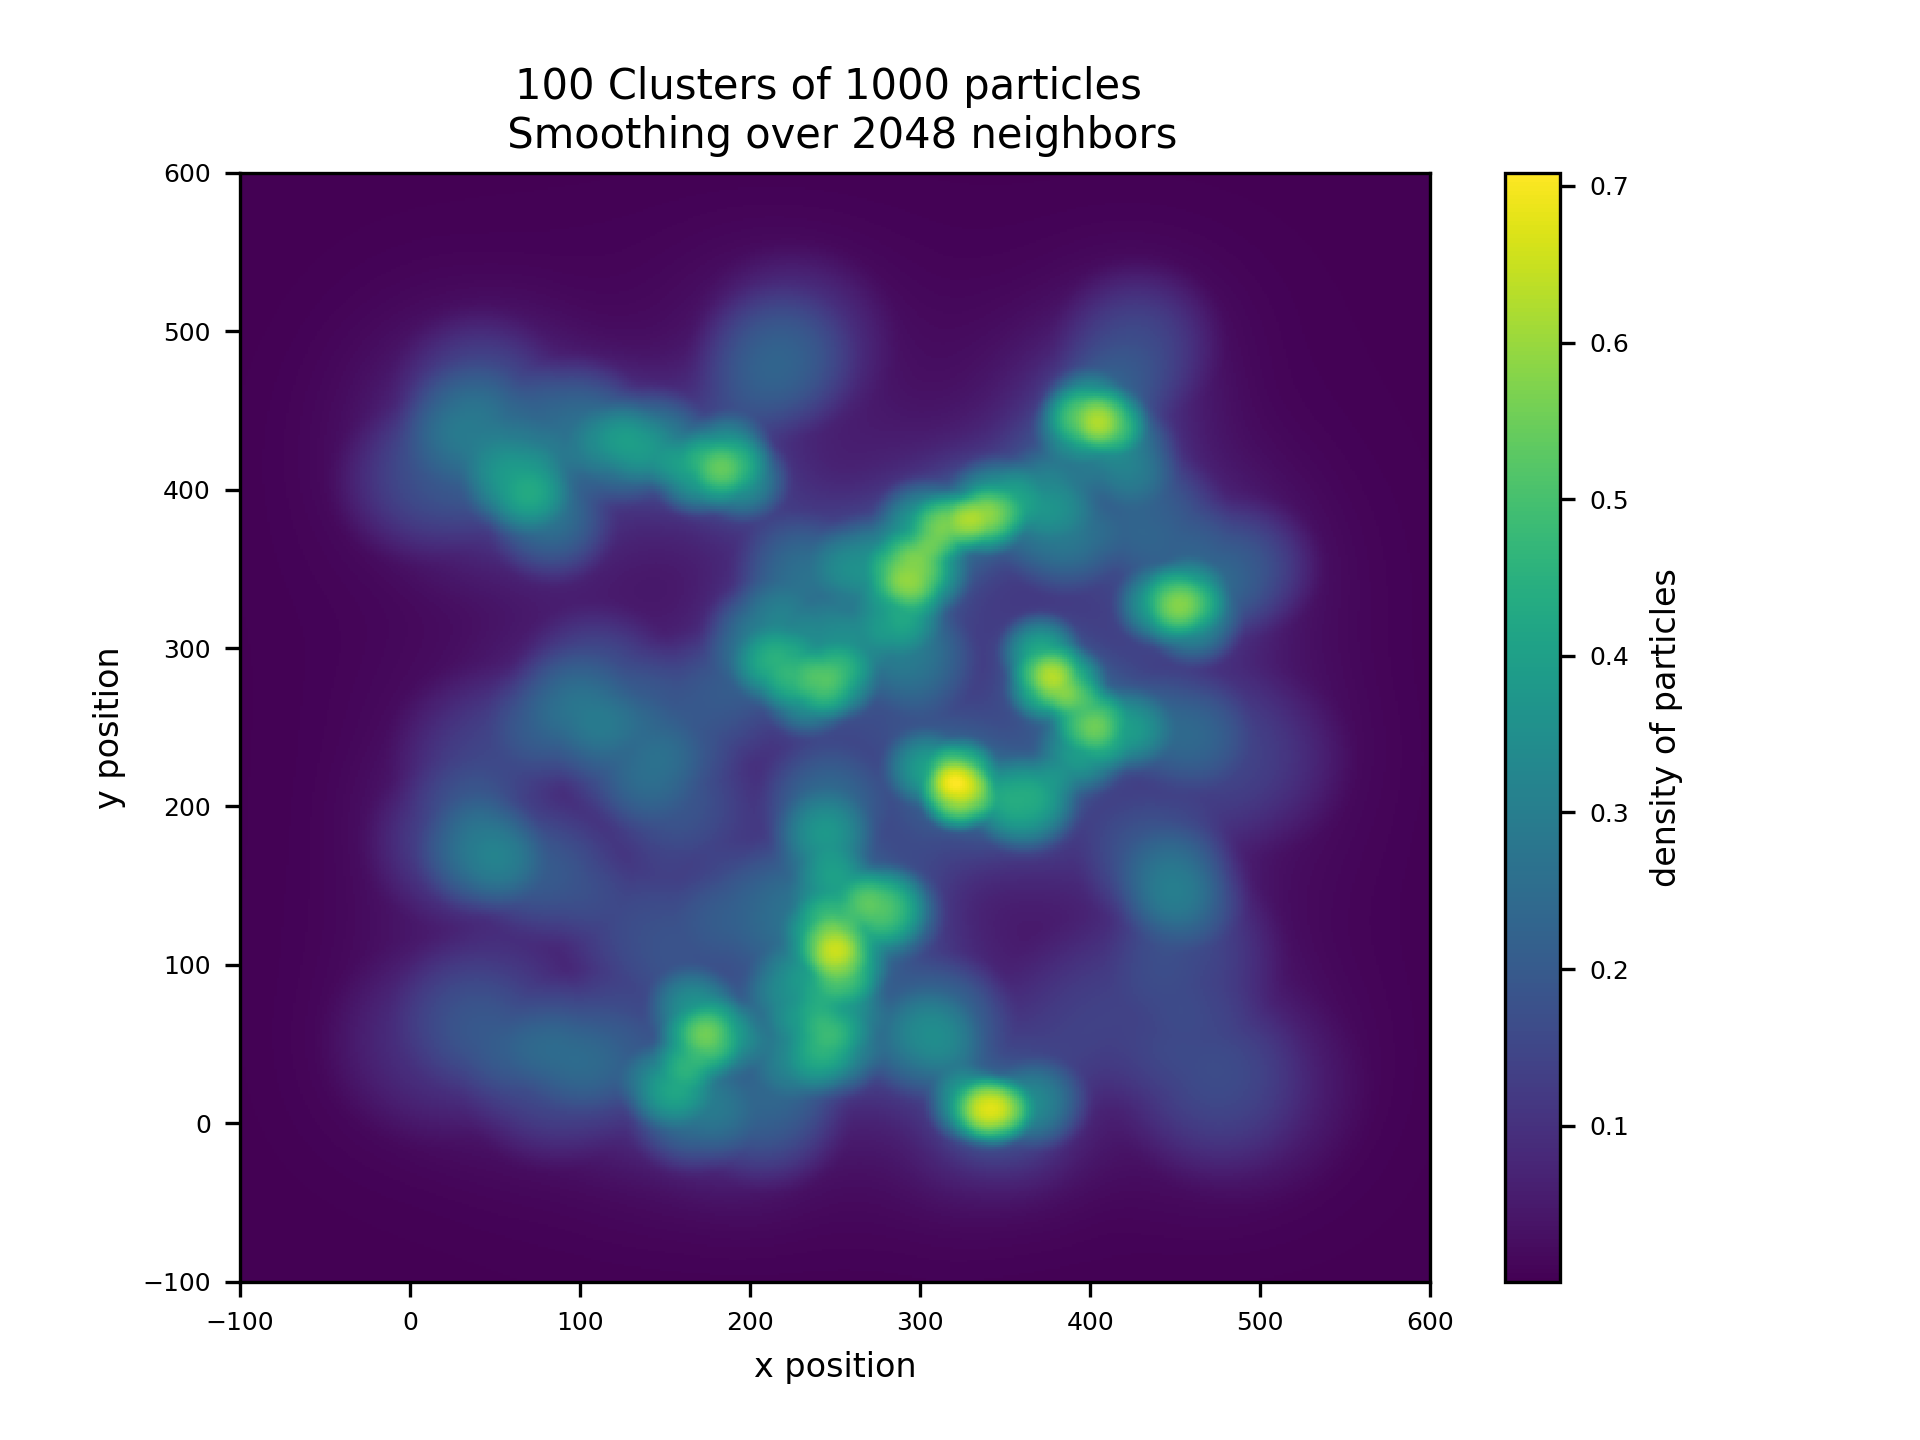 100 Clusters of 1000 particles
Smoothing over 2048 neighbors
600
500
400
300
200
100
0
−100
y position
−100 0 100 200 300 400 500 600
x position
0.7
0.6
0.5
0.4
0.3
0.2
0.1
density of particles